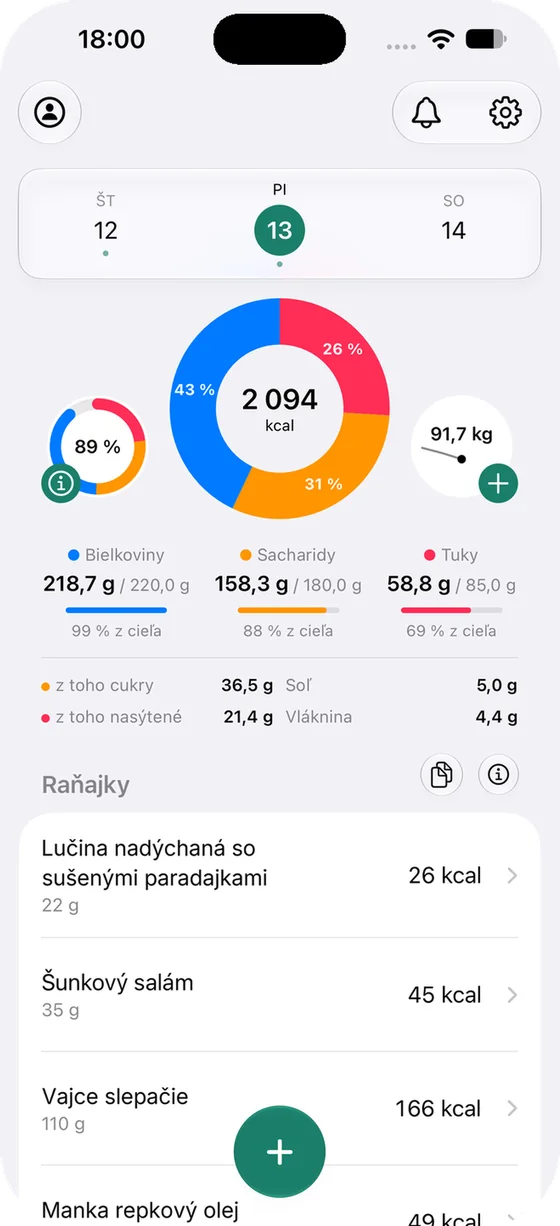 18:00
ŠT
PI
SO
12
13
14
26 %
43 %
31 %
2 094
kcal
89 %
91,7 kg
Bielkoviny
218,7 g / 220,0 g
99 % z cieľa
Sacharidy
158,3 g / 180,0 g
88 % z cieľa
Tuky
58,8 g / 85,0 g
69 % z cieľa
z toho cukry 36,5 g Soľ 5,0 g
z toho nasýtené 21,4 g Vláknina 4,4 g
Raňajky
Lučina nadýchaná so
sušenými paradajkami
22 g
26 kcal
Šunkový salám
35 g
45 kcal
Vajce slepačie
110 g
166 kcal
Manka repkový olej
49 kcal